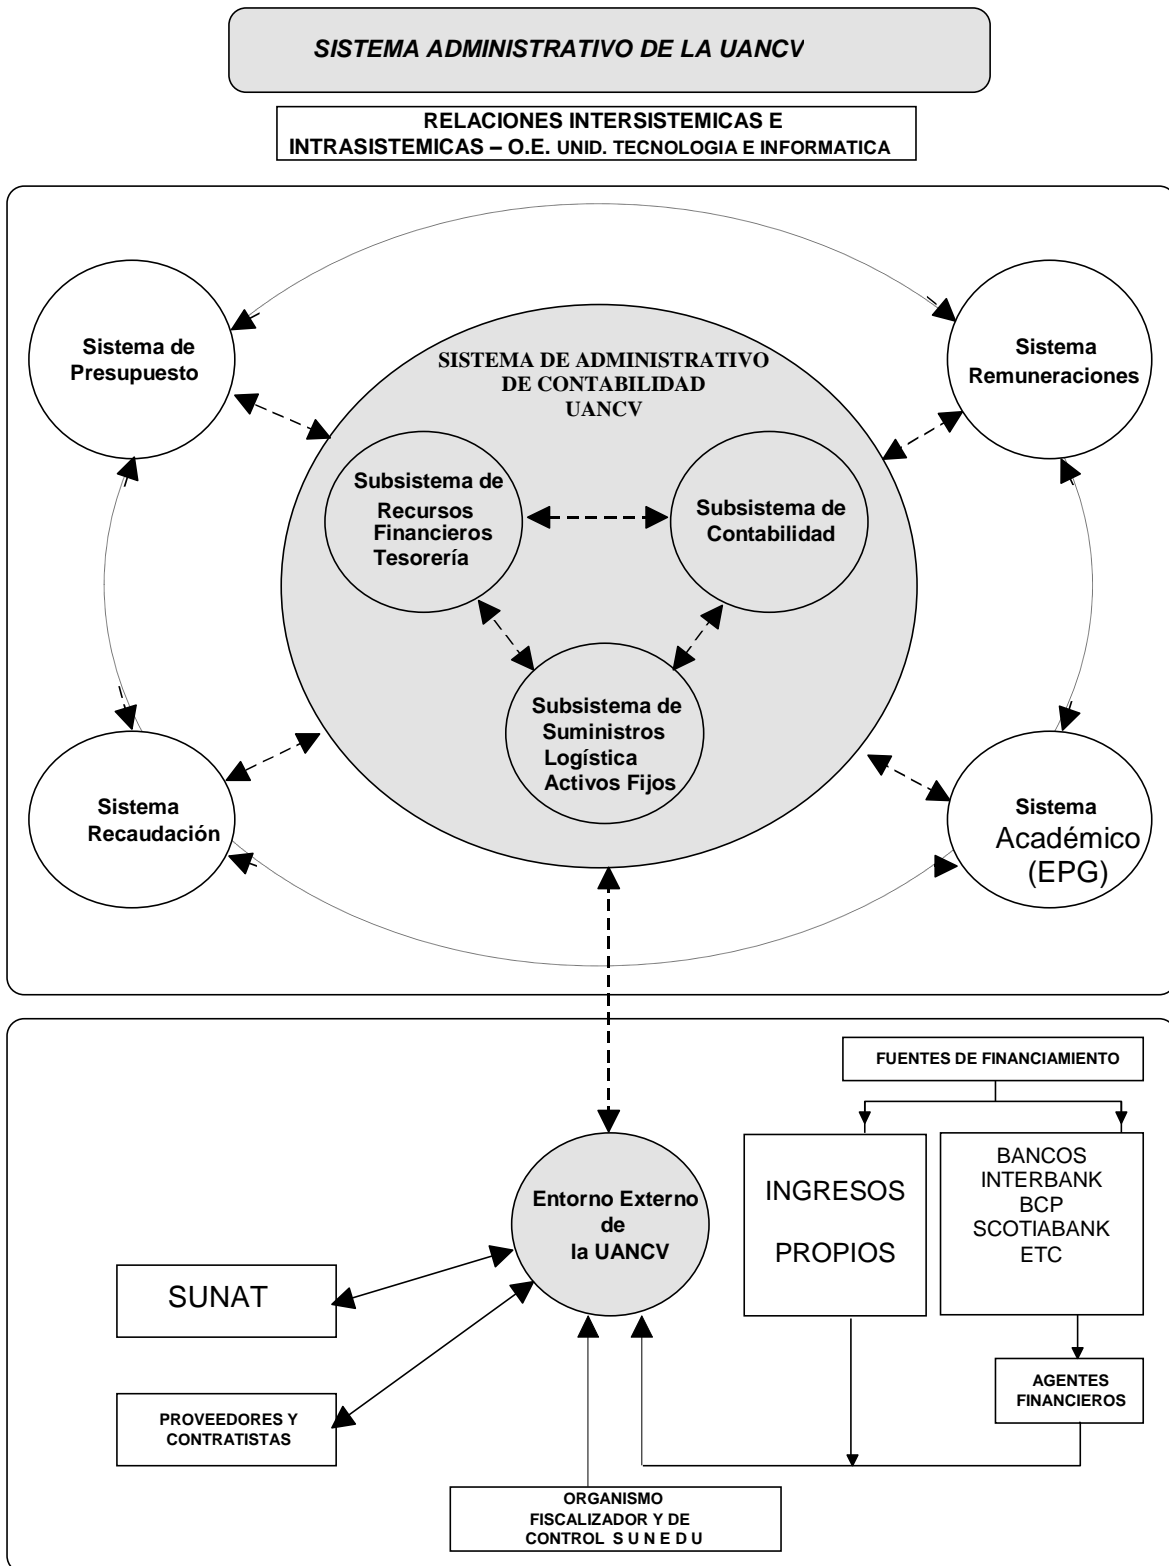 SISTEMA ADMINISTRATIVO DE LA UANCV
RELACIONES INTERSISTEMICAS E
INTRASISTEMICAS – O.E. UNID. TECNOLOGIA E INFORMATICA
Sistema de
Presupuesto
SISTEMA DE ADMINISTRATIVO
DE CONTABILIDAD
UANCV
Sistema
Remuneraciones
Subsistema de
Recursos
Financieros
Tesorería
Subsistema de
Contabilidad
Subsistema de
Suministros
Logística
Activos Fijos
Sistema
Recaudación
Sistema
Académico
(EPG)
FUENTES DE FINANCIAMIENTO
INGRESOS
PROPIOS
BANCOS
INTERBANK
BCP
SCOTIABANK
ETC
Entorno Externo
de
la UANCV
SUNAT
PROVEEDORES Y
CONTRATISTAS
AGENTES
FINANCIEROS
ORGANISMO
FISCALIZADOR Y DE
CONTROL S U N E D U